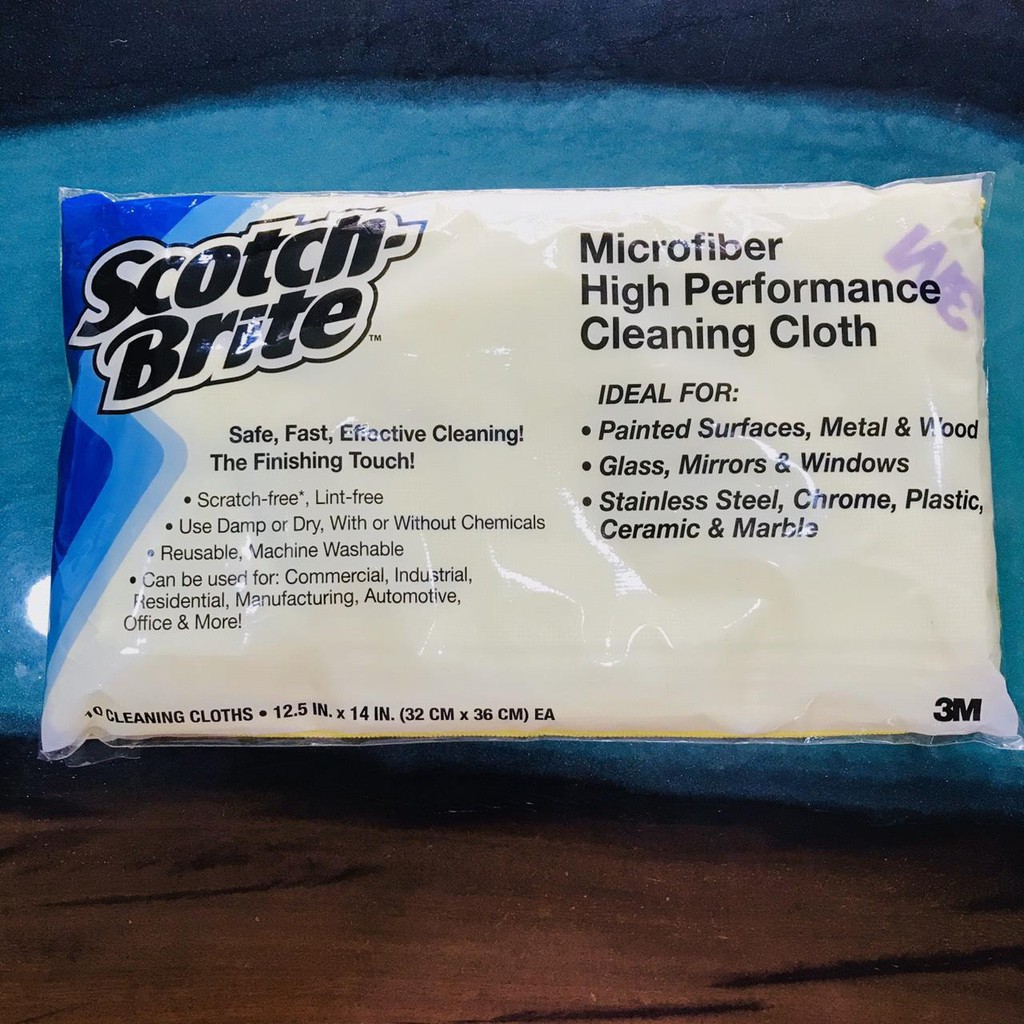 Scotch-
Brite™
Safe, Fast, Effective Cleaning!
The Finishing Touch!
• Scratch-free*, Lint-free
• Use Damp or Dry, With or Without Chemicals
• Reusable, Machine Washable
• Can be used for: Commercial, Industrial,
Residential, Manufacturing, Automotive,
Office & More!
10 CLEANING CLOTHS • 12.5 IN. x 14 IN. (32 CM x 36 CM) EA
Microfiber
High Performance
Cleaning Cloth
3M
IDEAL FOR:
• Painted Surfaces, Metal & Wood
• Glass, Mirrors & Windows
• Stainless Steel, Chrome, Plastic,
Ceramic & Marble
3M